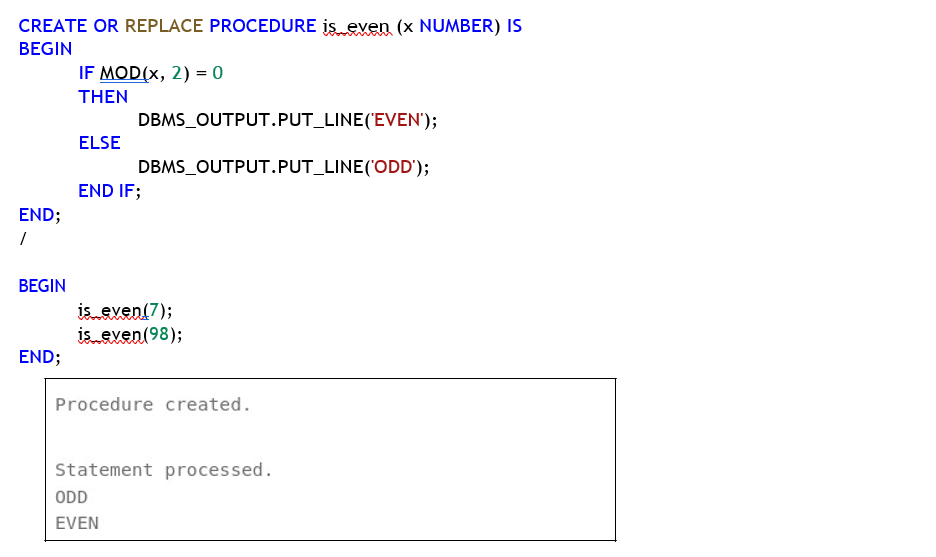 CREATE OR REPLACE PROCEDURE is_even (x NUMBER) IS
BEGIN
IF MOD(x, 2) = 0
THEN
DBMS_OUTPUT.PUT_LINE('EVEN');
ELSE
DBMS_OUTPUT.PUT_LINE('ODD');
END IF;
END;
/
BEGIN
is_even(7);
is_even(98);
END;
Procedure created.
Statement processed.
ODD
EVEN